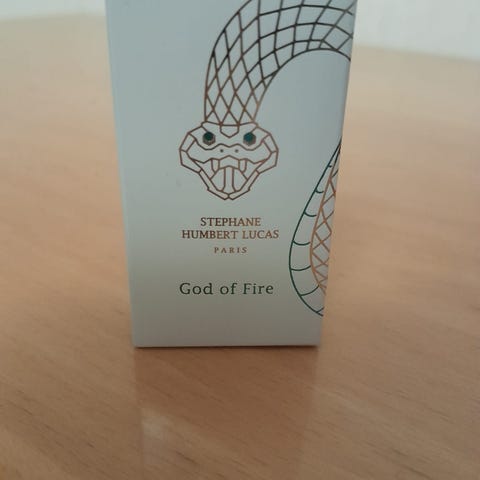 STEPHANE
HUMBERT LUCAS
PARIS
God of Fire